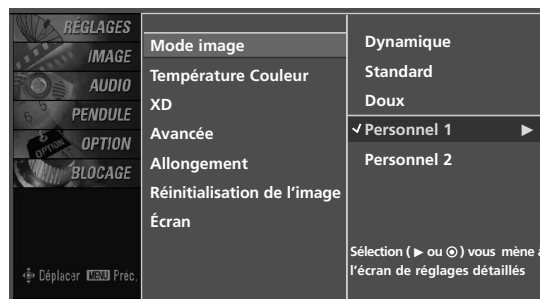 RÉGLAGES
IMAGE
AUDIO
PENDULE
OPTION
BLOCAGE
Déplacer MENU Préc.
Mode image
Température Couleur
XD
Avancée
Allongement
Réinitialisation de l'image
Écran
Dynamique
Standard
Doux
✓ Personnel 1 ▶
Personnel 2
Sélection ( ▶ ou ⊙ ) vous mène à
l'écran de réglages détaillés